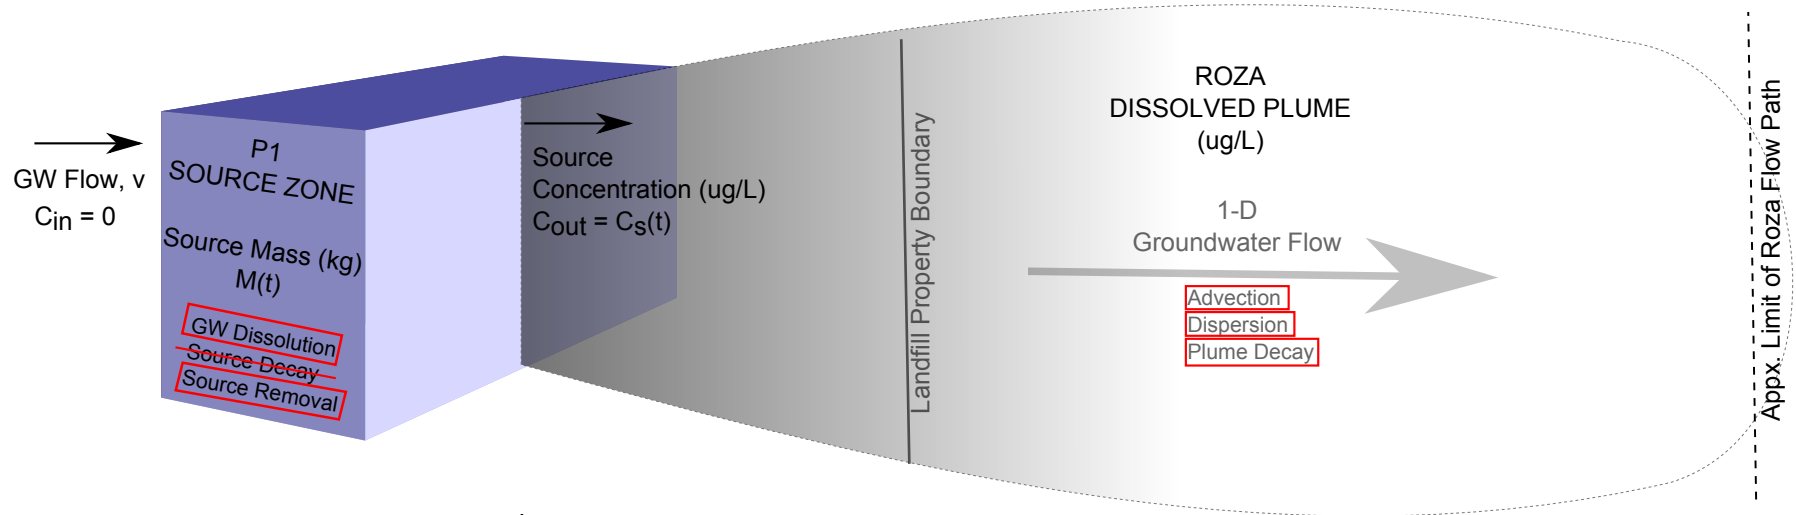 GW Flow, v
Cin = 0
P1
SOURCE ZONE
Source Mass (kg)
M(t)
GW Dissolution
Source Decay
Source Removal
Source
Concentration (ug/L)
Cout = Cs(t)
Landfill Property Boundary
ROZA
DISSOLVED PLUME
(ug/L)
1-D
Groundwater Flow
Advection
Dispersion
Plume Decay
Appx. Limit of Roza Flow Path